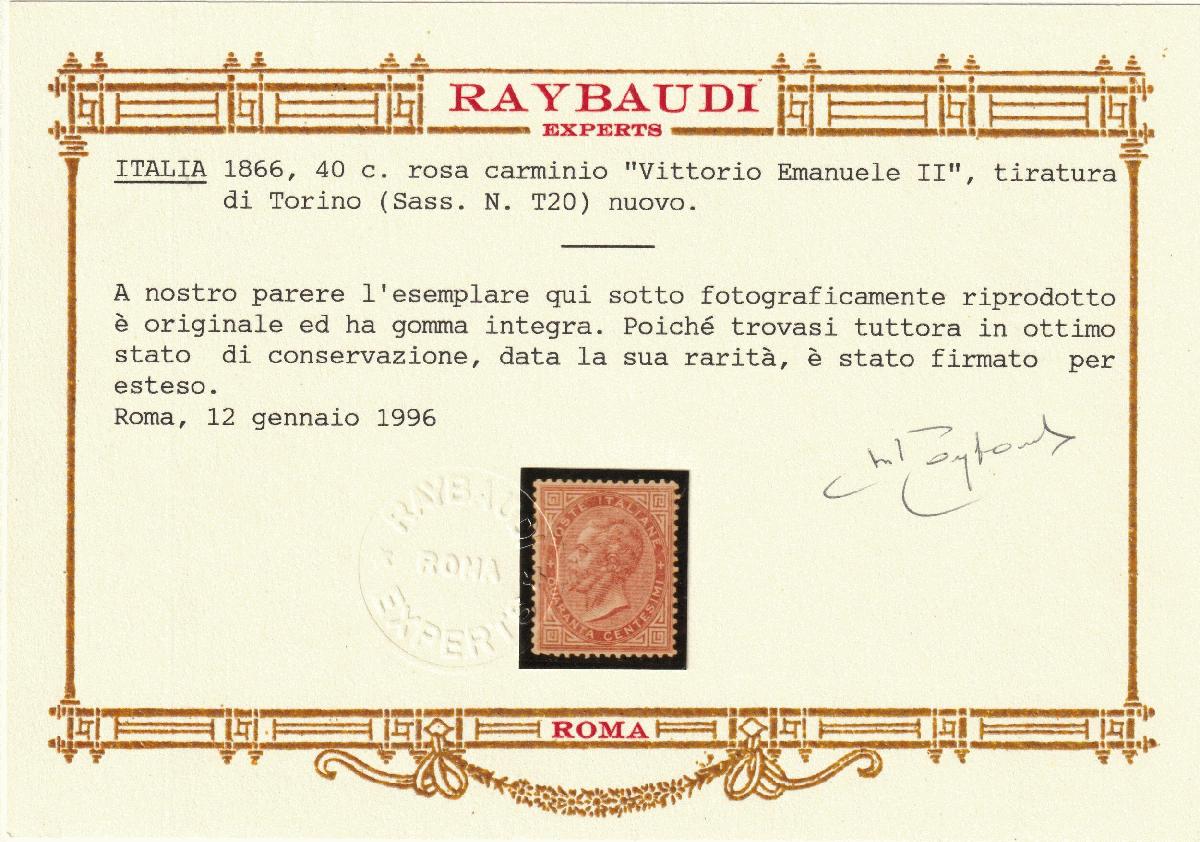 RAYBAUDI
EXPERTS
ITALIA 1866, 40 c. rosa carminio "Vittorio Emanuele II", tiratura
di Torino (Sass. N. T20) nuovo.
A nostro parere l'esemplare qui sotto fotograficamente riprodotto
è originale ed ha gomma integra. Poiché trovasi tuttora in ottimo
stato di conservazione, data la sua rarità, è stato firmato per
esteso.
Roma, 12 gennaio 1996
RAYBAUDI
ROMA
EXPERTS
POSTE ITALIANE
QUARANTA CENTESIMI
ROMA